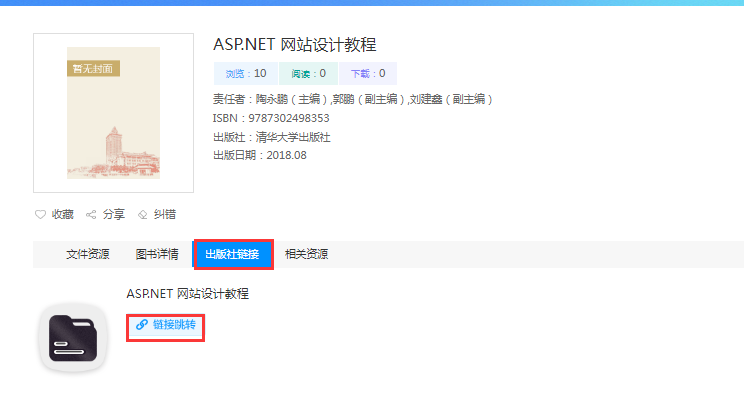 ASP.NET 网站设计教程
暂无封面
浏览：10 阅读：0 下载：0
责任者：陶永鹏（主编）,郭鹏（副主编）,刘建鑫（副主编）
ISBN：9787302498353
出版社：清华大学出版社
出版日期：2018.08
收藏 分享 纠错
文件资源 图书详情 出版社链接 相关资源
ASP.NET 网站设计教程
链接跳转